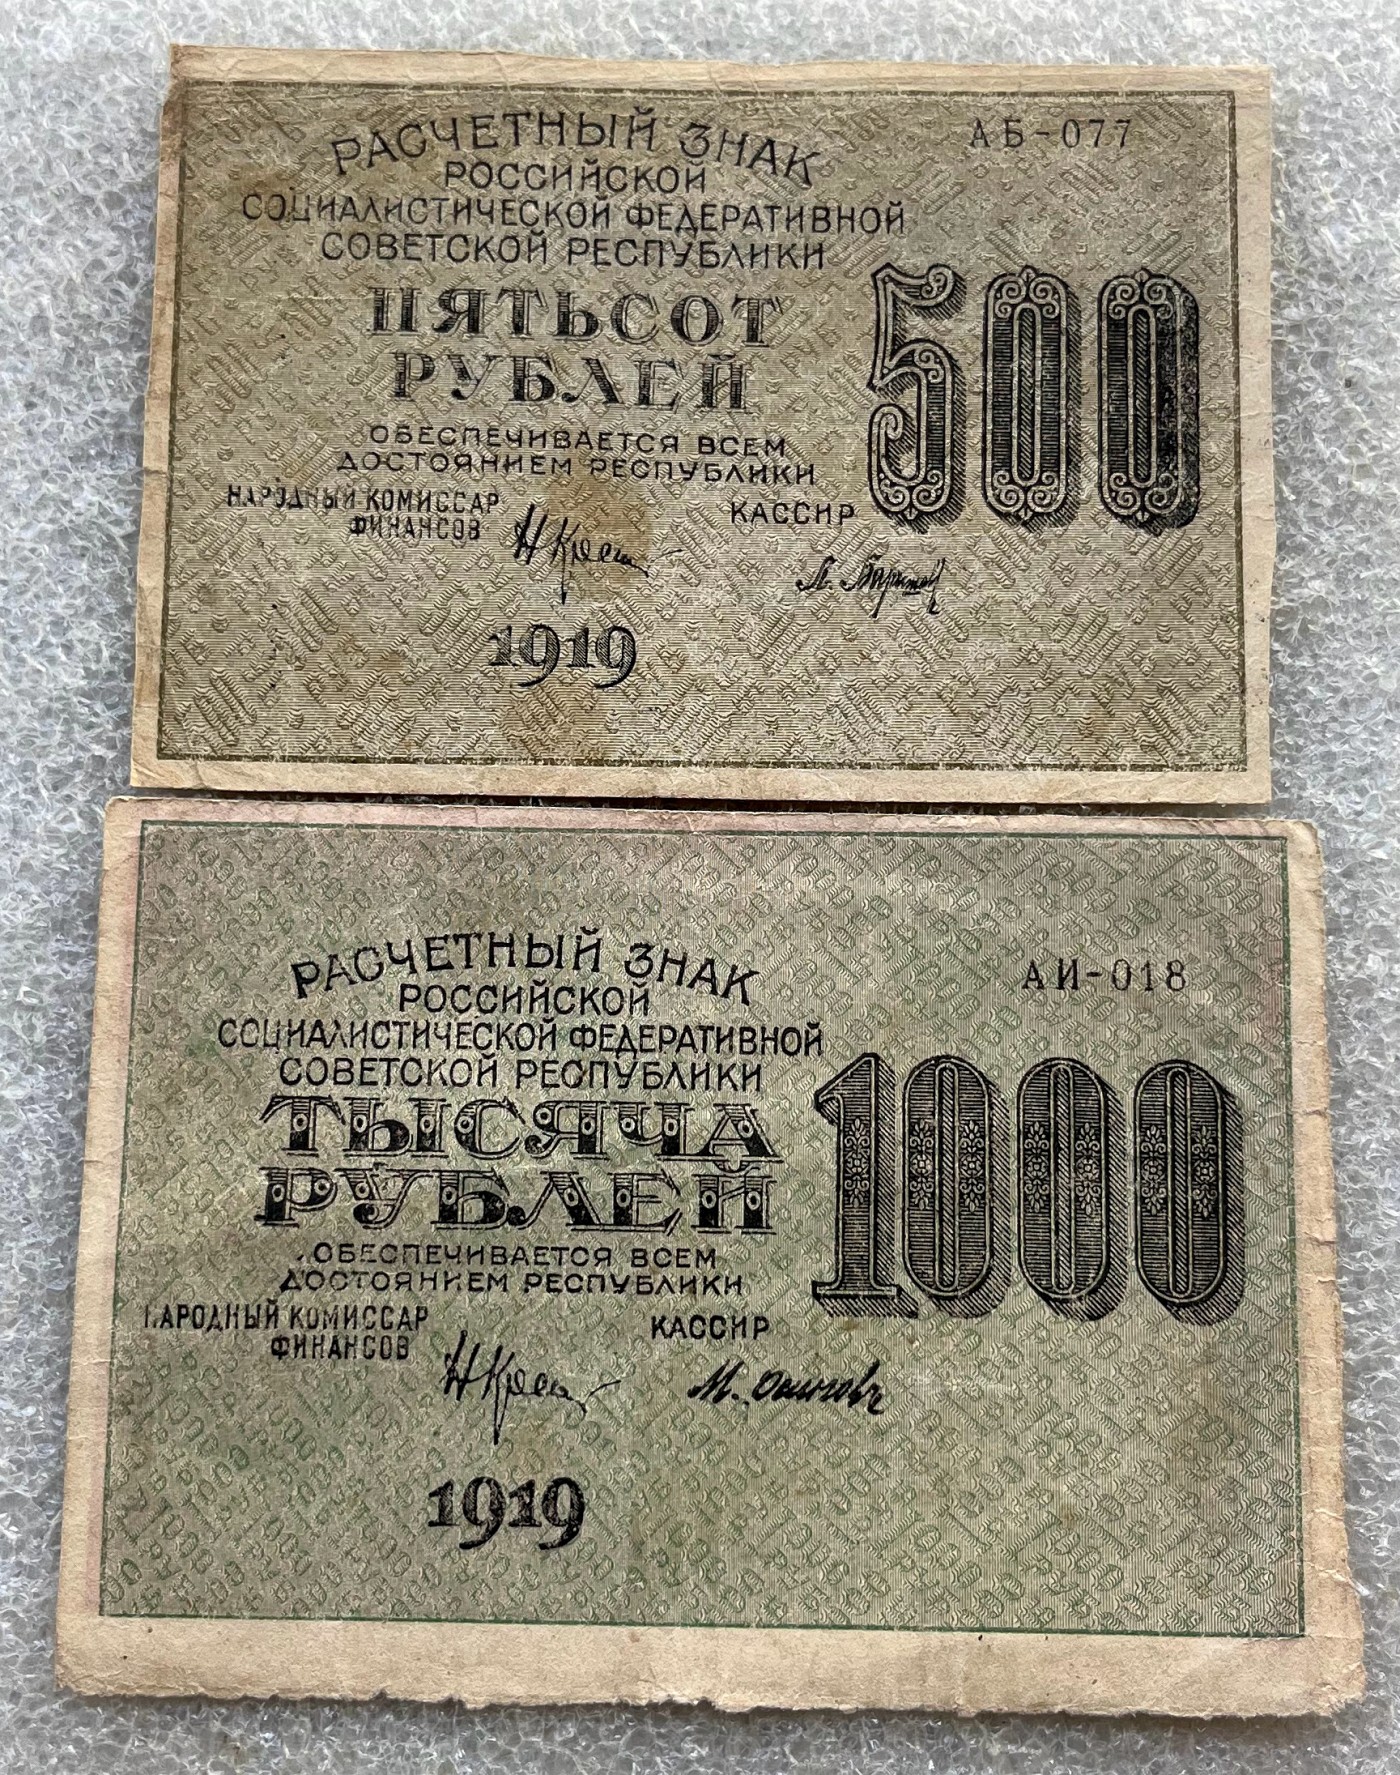 РАСЧЕТНЫЙ ЗНАК
АБ-077
РОССИЙСКОЙ
СОЦИАЛИСТИЧЕСКОЙ ФЕДЕРАТИВНОЙ
СОВЕТСКОЙ РЕСПУБЛИКИ
ПЯТЬСОТ
РУБЛЕЙ
500
ОБЕСПЕЧИВАЕТСЯ ВСЕМ
ДОСТОЯНИЕМ РЕСПУБЛИКИ
НАРОДНЫЙ КОМИССАР
ФИНАНСОВ
КАССИР
1919
РАСЧЕТНЫЙ ЗНАК
АИ-018
РОССИЙСКОЙ
СОЦИАЛИСТИЧЕСКОЙ ФЕДЕРАТИВНОЙ
СОВЕТСКОЙ РЕСПУБЛИКИ
ТЫСЯЧА
РУБЛЕЙ
1000
ОБЕСПЕЧИВАЕТСЯ ВСЕМ
ДОСТОЯНИЕМ РЕСПУБЛИКИ
НАРОДНЫЙ КОМИССАР
ФИНАНСОВ
КАССИР
1919